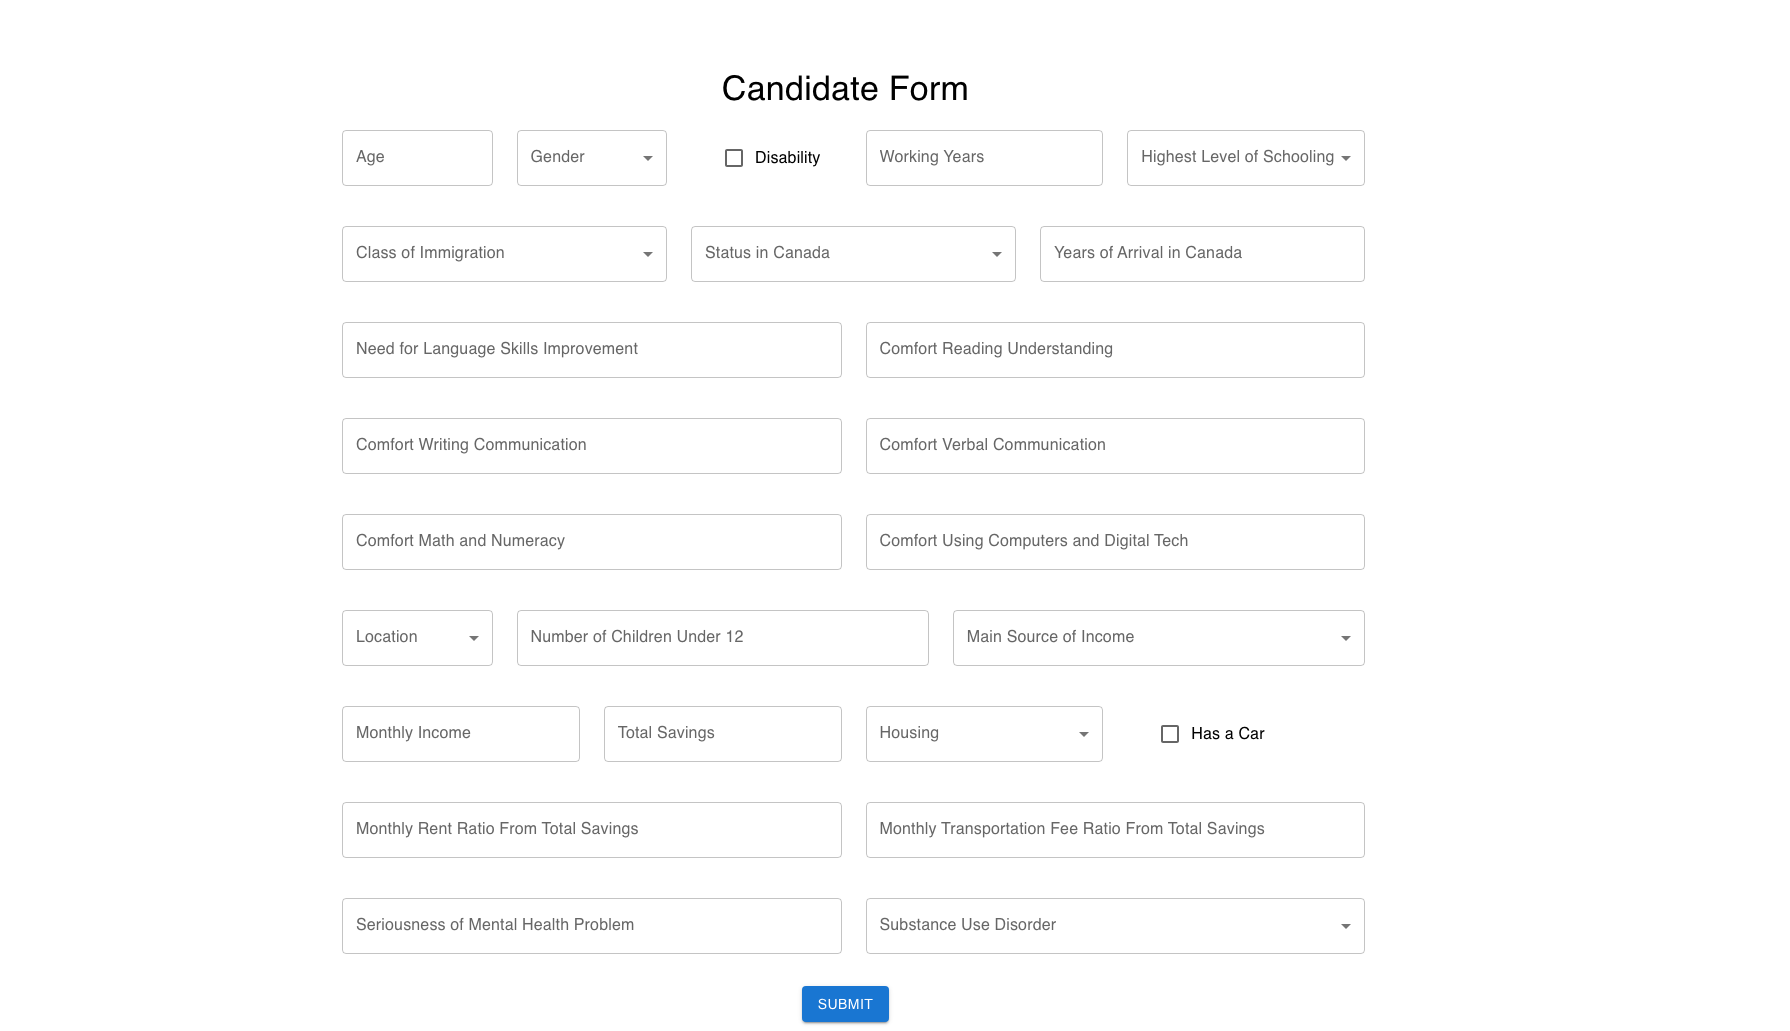 Candidate Form
Age Gender Disability Working Years Highest Level of Schooling
Class of Immigration Status in Canada Years of Arrival in Canada
Need for Language Skills Improvement Comfort Reading Understanding
Comfort Writing Communication Comfort Verbal Communication
Comfort Math and Numeracy Comfort Using Computers and Digital Tech
Location Number of Children Under 12 Main Source of Income
Monthly Income Total Savings Housing Has a Car
Monthly Rent Ratio From Total Savings Monthly Transportation Fee Ratio From Total Savings
Seriousness of Mental Health Problem Substance Use Disorder
SUBMIT